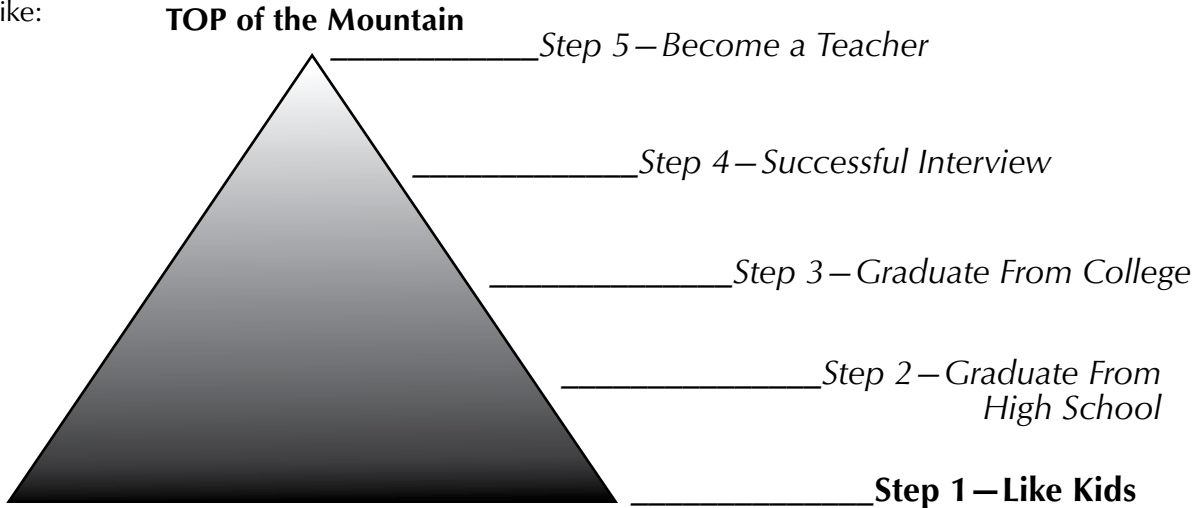 ike:
TOP of the Mountain
Step 5—Become a Teacher
Step 4—Successful Interview
Step 3—Graduate From College
Step 2—Graduate From
High School
Step 1—Like Kids